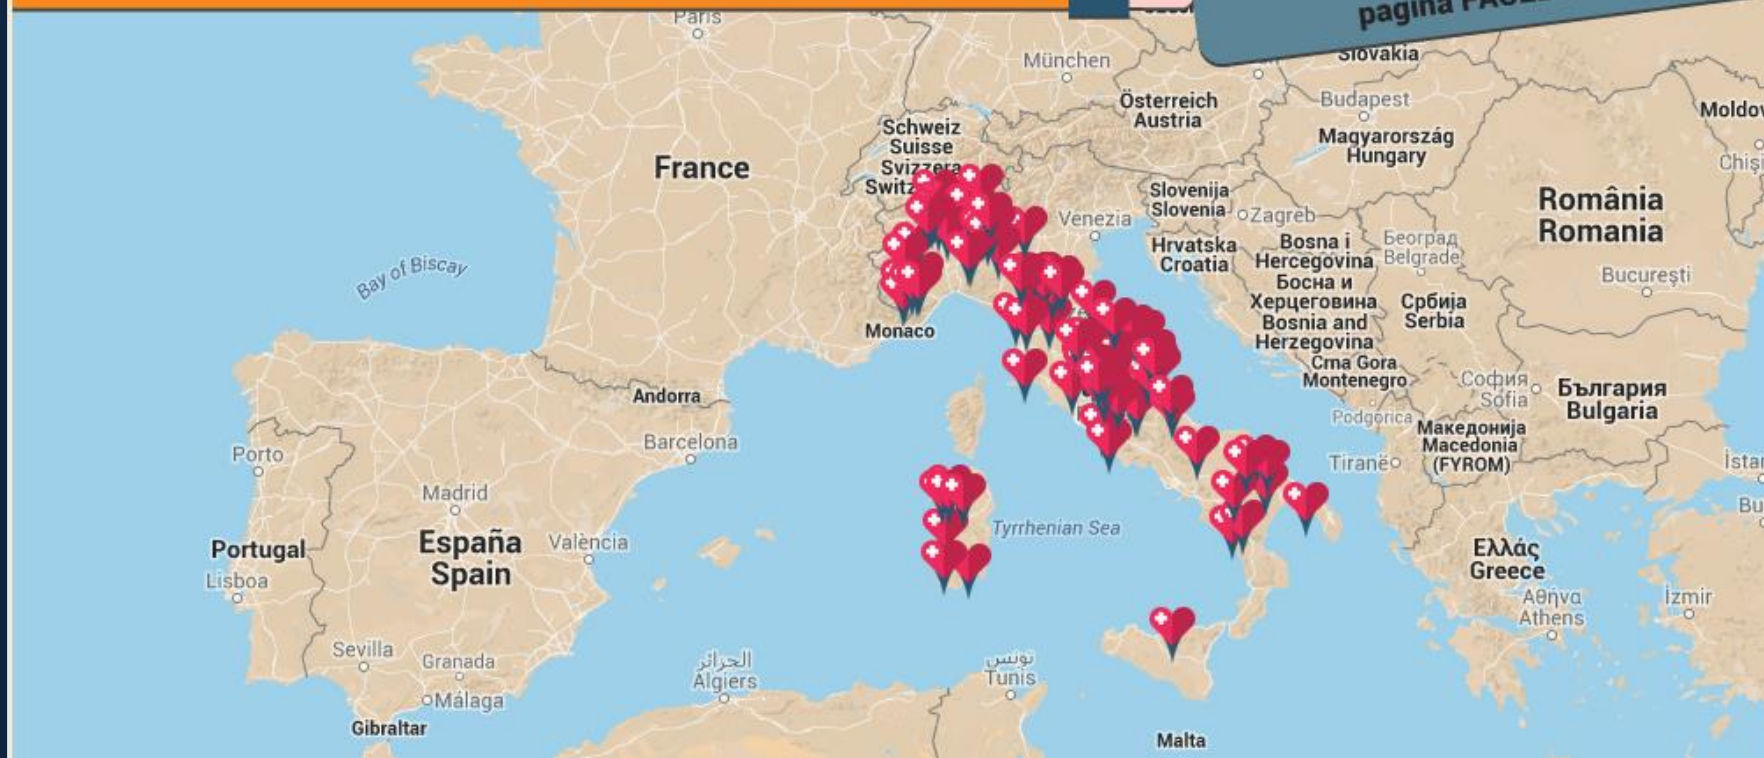 Paris
pagina
München
Slovakia
Österreich
Austria
Budapest
Magyarország
Hungary
Schweiz
Suisse
Svizzera
France
Slovenija
Slovenia
Zagreb
Venezia
Hrvatska
Croatia
Bosna i
Hercegovina
Босна и
Херцеговина
Bosnia and
Herzegovina
Београд
Belgrade
România
Romania
București
Србија
Serbia
Bay of Biscay
Monaco
Crna Gora
Montenegro
София
Sofia
България
Bulgaria
Andorra
Podgorica
Македонија
Macedonia
(FYROM)
Barcelona
Porto
Tiranë
Madrid
España
Spain
València
Tyrrhenian Sea
Portugal
Lisboa
Ελλάς
Greece
Αθήνα
Athens
İzmir
Sevilla
Granada
Málaga
Gibraltar
الجزائر
Algiers
تونس
Tunis
Malta